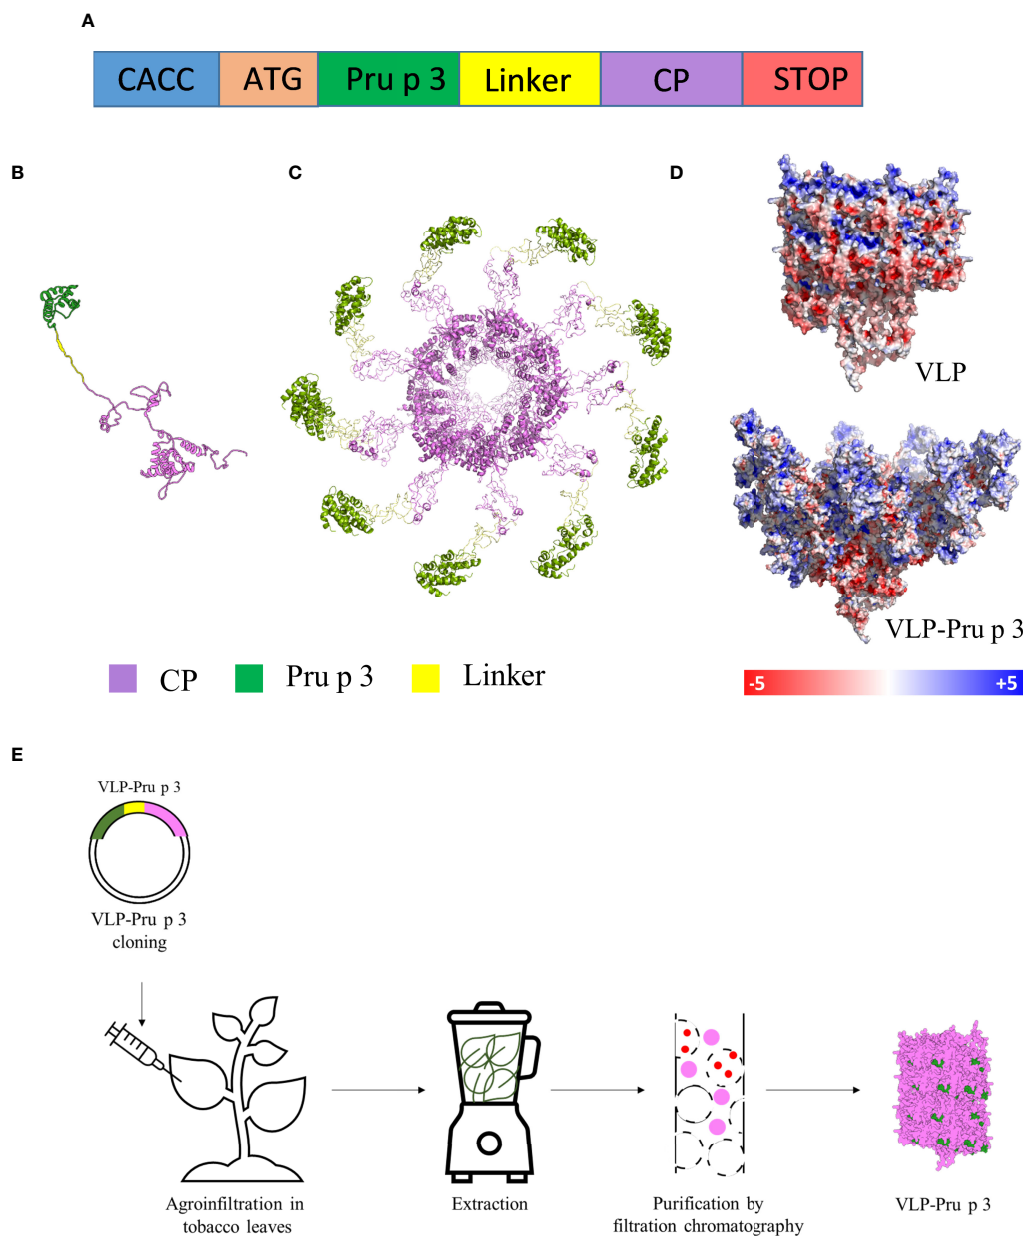 A
CACC ATG Pru p 3 Linker CP STOP
B
C
D
VLP
VLP-Pru p 3
CP Pru p 3 Linker
-5 +5
E
VLP-Pru p 3
VLP-Pru p 3
cloning
Agroinfiltration in
tobacco leaves
Extraction
Purification by
filtration chromatography
VLP-Pru p 3